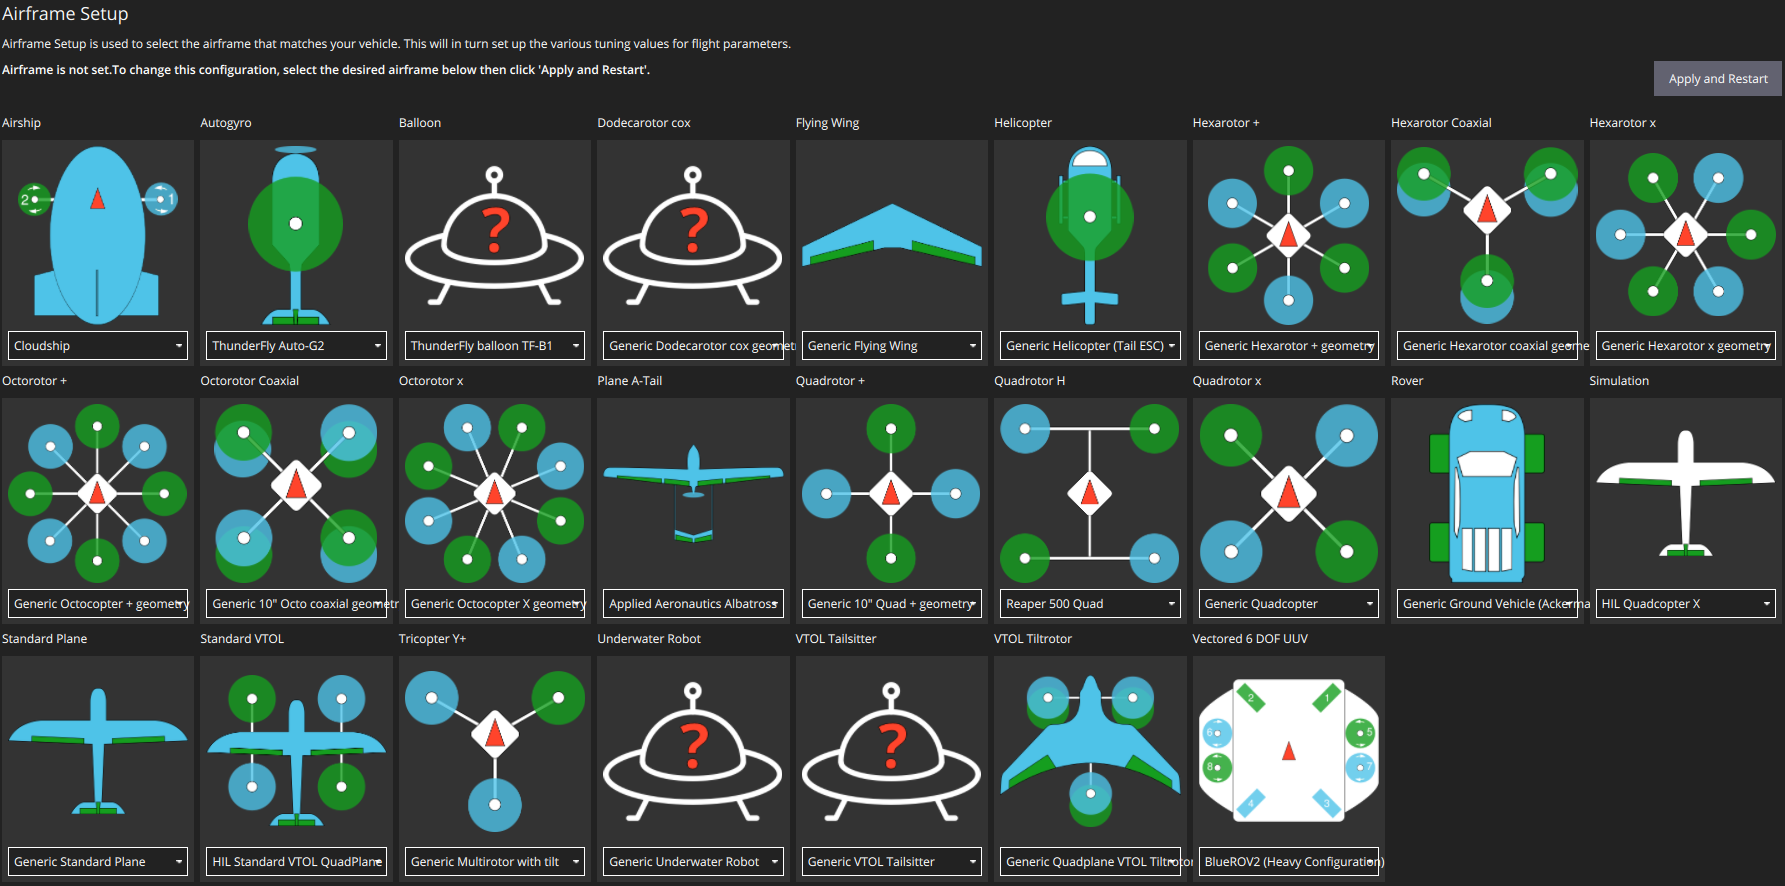 Airframe Setup
Airframe Setup is used to select the airframe that matches your vehicle. This will in turn set up the various tuning values for flight parameters.
Airframe is not set.To change this configuration, select the desired airframe below then click 'Apply and Restart'.
Apply and Restart
Airship
Autogyro
Balloon
Dodecarotor cox
Flying Wing
Helicopter
Hexarotor +
Hexarotor Coaxial
Hexarotor x
2
1
?
?
Cloudship
ThunderFly Auto-G2
ThunderFly balloon TF-B1
Generic Dodecarotor cox geomet
Generic Flying Wing
Generic Helicopter (Tail ESC)
Generic Hexarotor + geometry
Generic Hexarotor coaxial geome
Generic Hexarotor x geometry
Octorotor +
Octorotor Coaxial
Octorotor x
Plane A-Tail
Quadrotor +
Quadrotor H
Quadrotor x
Rover
Simulation
Generic Octocopter + geometry
Generic 10" Octo coaxial geometr
Generic Octocopter X geometry
Applied Aeronautics Albatross
Generic 10" Quad + geometry
Reaper 500 Quad
Generic Quadcopter
Generic Ground Vehicle (Ackerma
HIL Quadcopter X
Standard Plane
Standard VTOL
Tricopter Y+
Underwater Robot
VTOL Tailsitter
VTOL Tiltrotor
Vectored 6 DOF UUV
?
?
2
1
6
5
8
7
4
3
Generic Standard Plane
HIL Standard VTOL QuadPlane
Generic Multirotor with tilt
Generic Underwater Robot
Generic VTOL Tailsitter
Generic Quadplane VTOL Tiltrotor
BlueROV2 (Heavy Configuration)